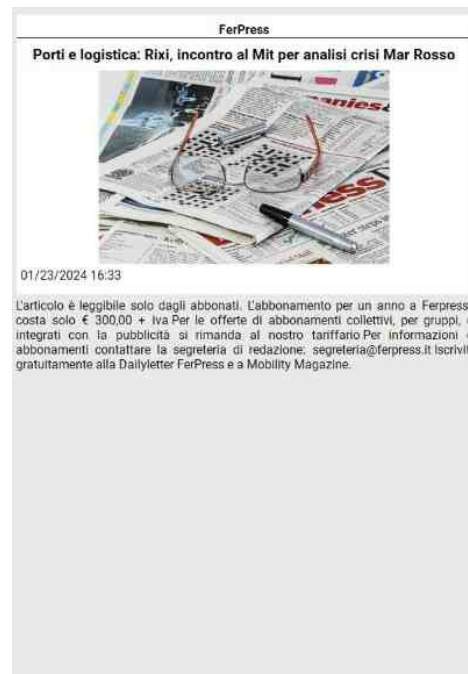 FerPress
Porti e logistica: Rixi, incontro al Mit per analisi crisi Mar Rosso
01/23/2024 16:33
L'articolo è leggibile solo dagli abbonati. L'abbonamento per un anno a Ferpress
costa solo € 300,00 + Iva Per le offerte di abbonamenti collettivi, per gruppi,
integrati con la pubblicità si rimanda al nostro tariffario Per informazioni
abbonamenti contattare la segreteria di redazione: segreteria@ferpress.it
gratuitamente alla Dailyletter FerPress e a Mobility Magazine.